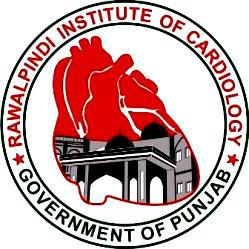 RAWALPINDI INSTITUTE OF CARDIOLOGY
GOVERNMENT OF PUNJAB